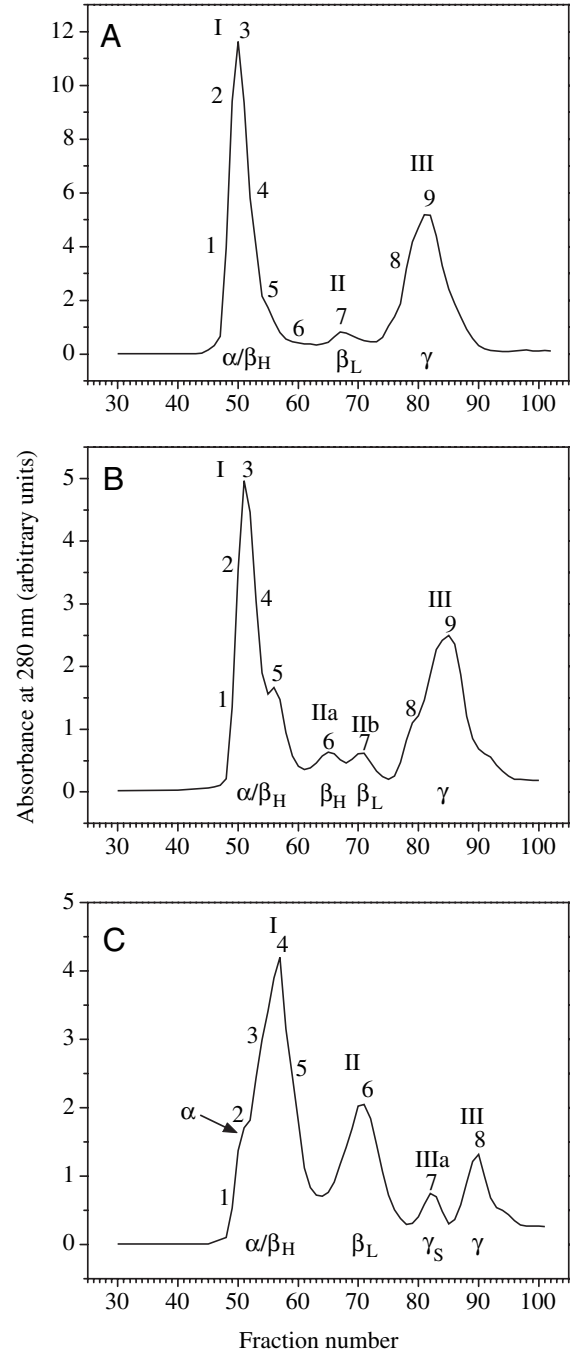 A
I 3
2
4
1
5
6
II
7
III
9
8
α/β_H
β_L
γ
12
10
8
6
4
2
0
30 40 50 60 70 80 90 100
B
I 3
2
4
1
5
IIa
6
IIb
7
III
9
8
α/β_H
β_H
β_L
γ
5
4
3
2
1
0
30 40 50 60 70 80 90 100
C
I
4
3
5
α
2
1
II
6
IIIa
7
III
8
α/β_H
β_L
γ_S
γ
5
4
3
2
1
0
30 40 50 60 70 80 90 100
Absorbance at 280 nm (arbitrary units)
Fraction number